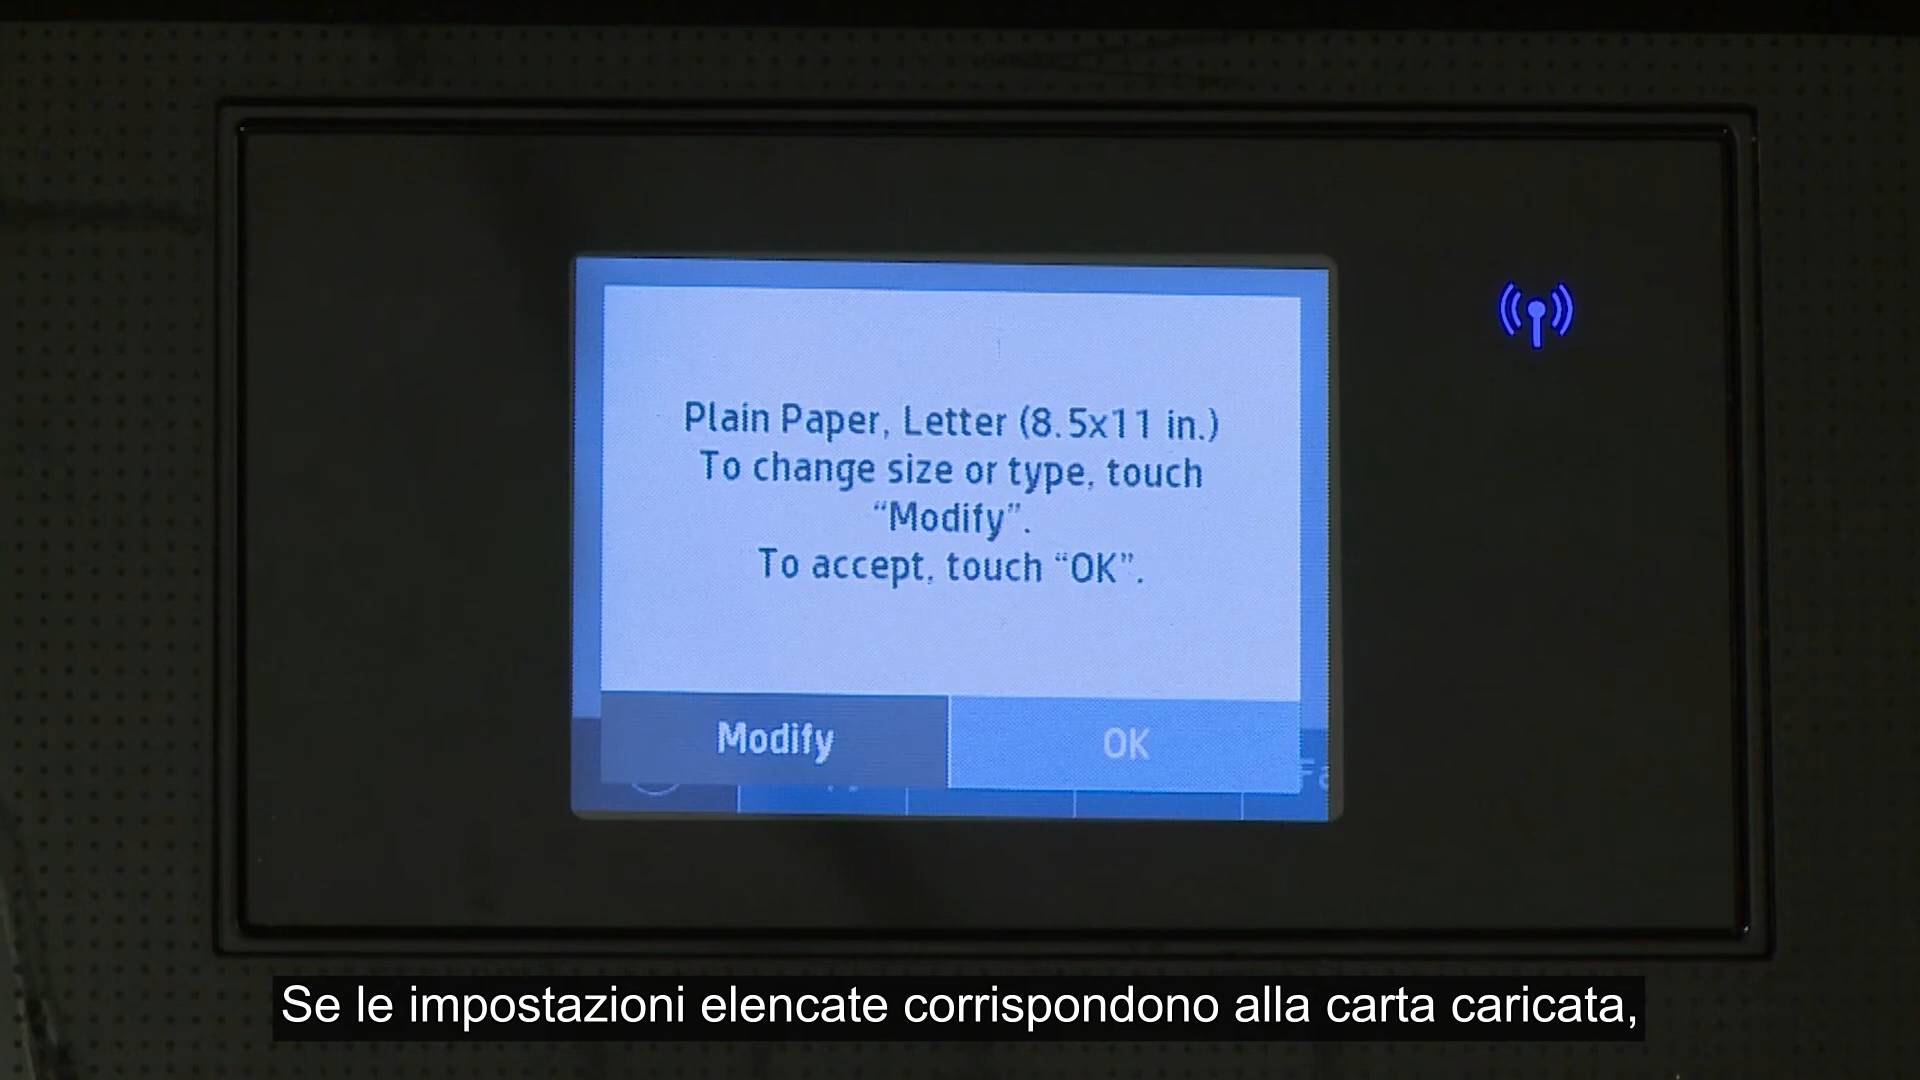 Plain Paper, Letter (8.5x11 in.)
To change size or type, touch
“Modify”.
To accept, touch “OK”.
Modify
OK
Se le impostazioni elencate corrispondono alla carta caricata,